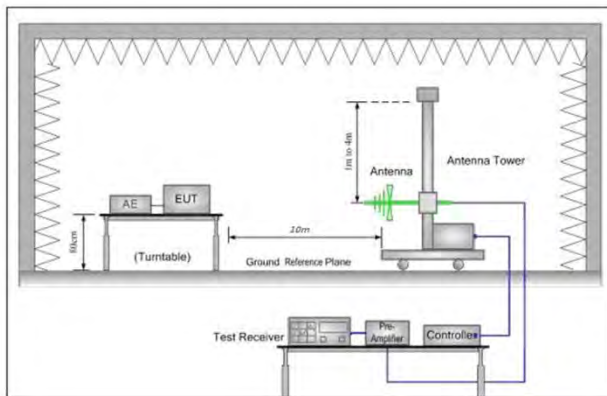 1m to 4m
Antenna
Antenna Tower
AE
EUT
80cm
(Turntable)
10m
Ground Reference Plane
Test Receiver
Pre-
Amplifier
Controller